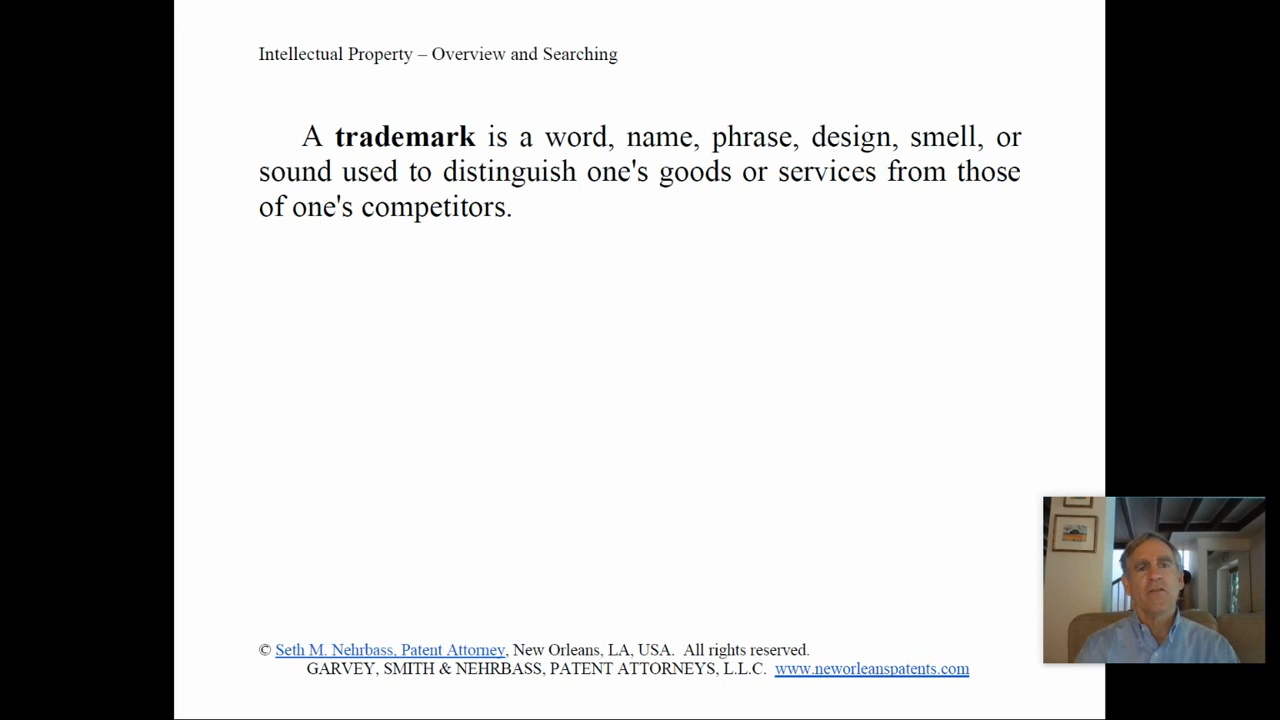 Intellectual Property – Overview and Searching
A trademark is a word, name, phrase, design, smell, or
sound used to distinguish one's goods or services from those
of one's competitors.
© Seth M. Nehrbass, Patent Attorney, New Orleans, LA, USA. All rights reserved.
GARVEY, SMITH & NEHRBASS, PATENT ATTORNEYS, L.L.C. www.neworleanspatents.com